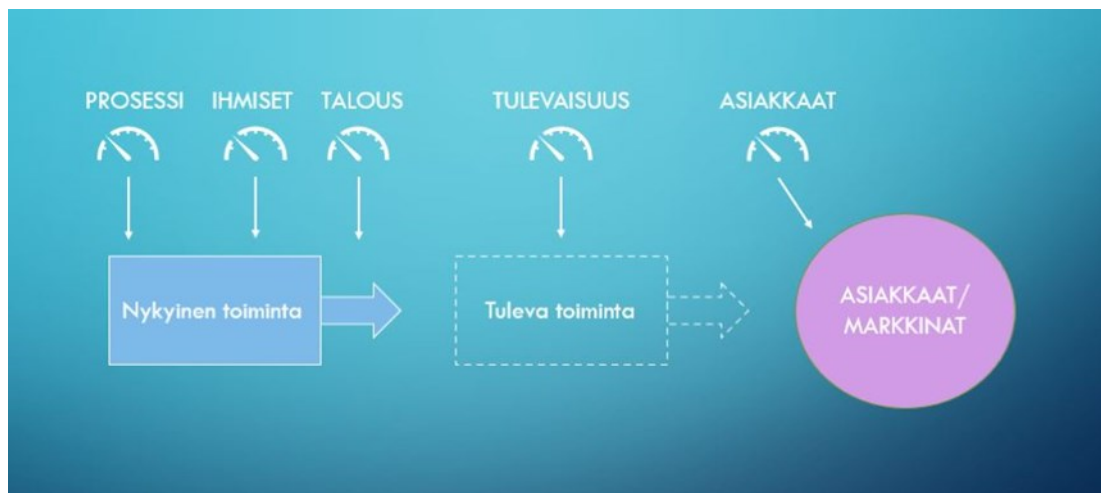 PROSESSI IHMISET TALOUS TULEVAISUUS ASIAKKAAT
Nykyinen toiminta
Tuleva toiminta
ASIAKKAAT/
MARKKINAT